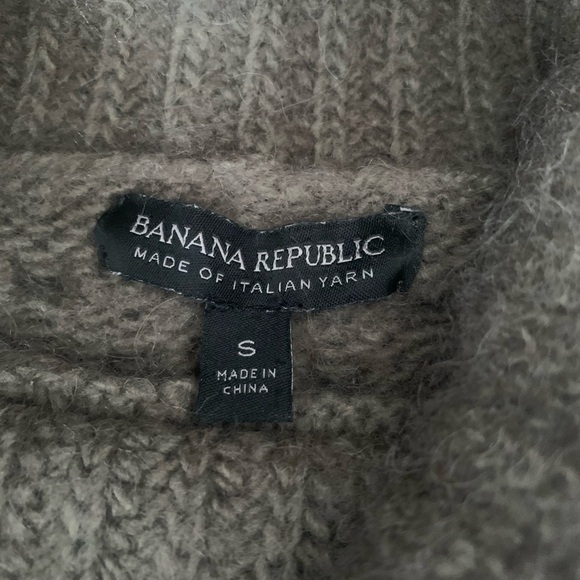 BANANA REPUBLIC
MADE OF ITALIAN YARN
S
MADE IN
CHINA